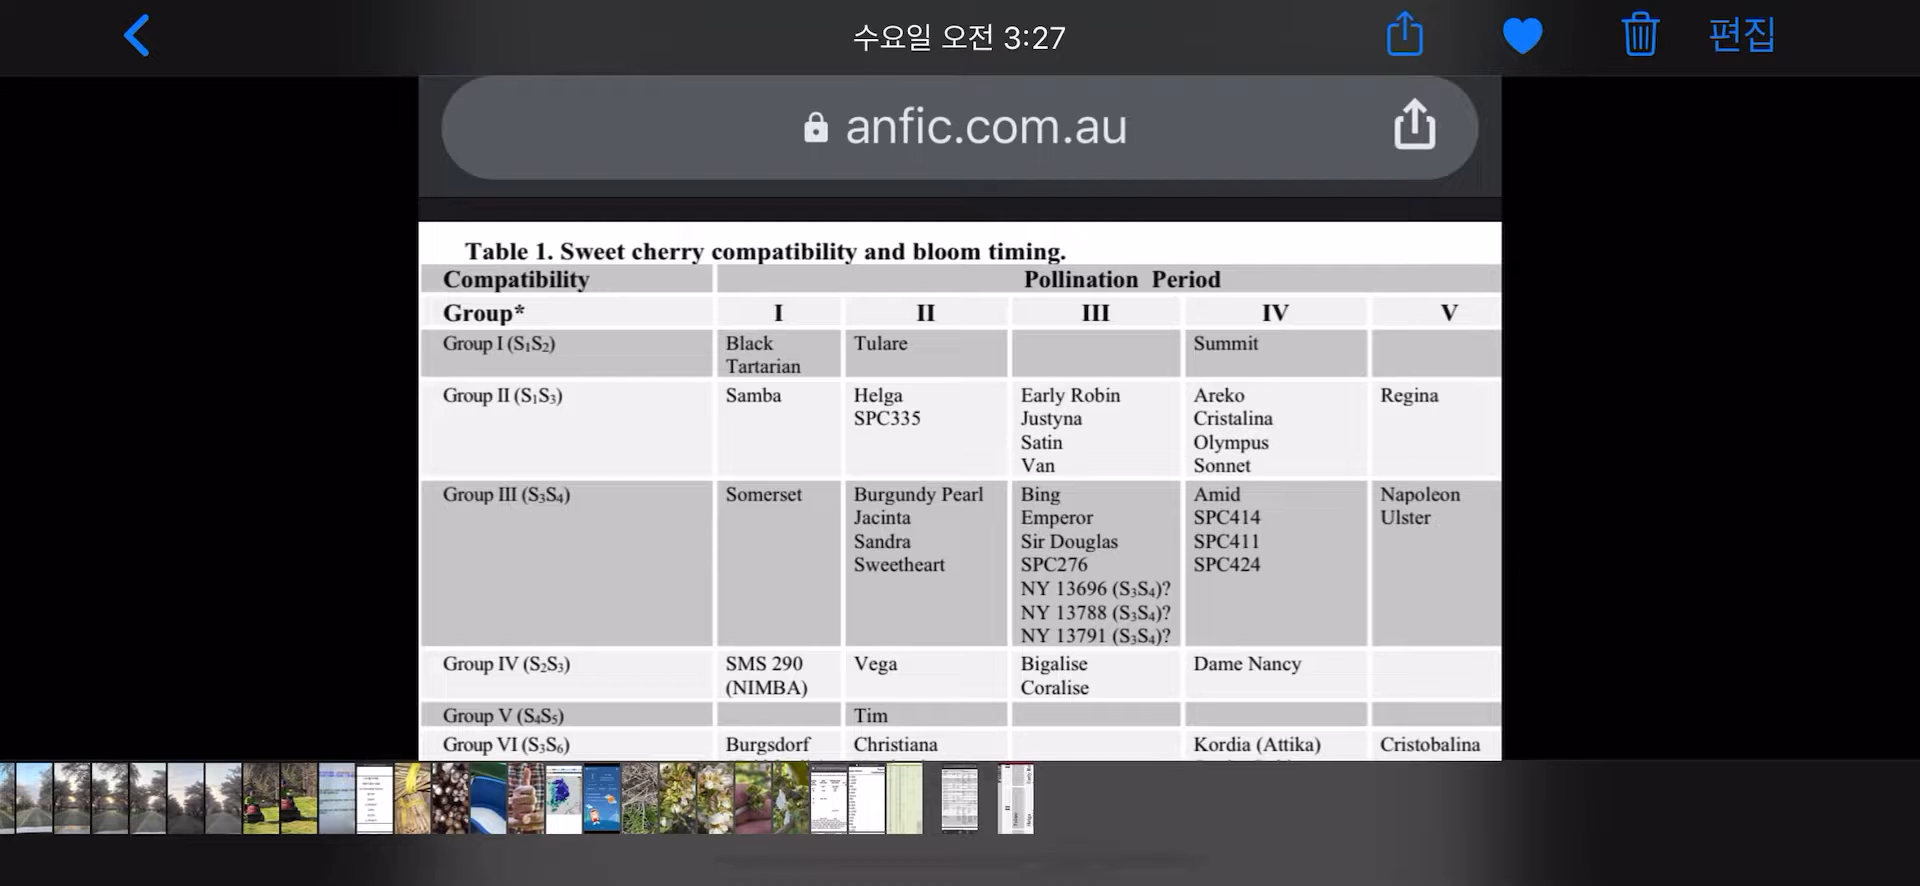 수요일 오전 3:27
편집
anfic.com.au
Table 1. Sweet cherry compatibility and bloom timing.
Compatibility Pollination Period
Group* I II III IV V
Group I (S₁S₂) Black Tulare Summit
Tartarian
Group II (S₁S₃) Samba Helga Early Robin Areko Regina
SPC335 Justyna Cristalina
Satin Olympus
Van Sonnet
Group III (S₃S₄) Somerset Burgundy Pearl Bing Amid Napoleon
Jacinta Emperor SPC414 Ulster
Sandra Sir Douglas SPC411
Sweetheart SPC276 SPC424
NY 13696 (S₃S₄)?
NY 13788 (S₃S₄)?
NY 13791 (S₃S₄)?
Group IV (S₂S₃) SMS 290 Vega Bigalise Dame Nancy
(NIMBA) Coralise
Group V (S₄S₅) Tim
Group VI (S₃S₆) Burgsdorf Christiana Kordia (Attika) Cristobalina